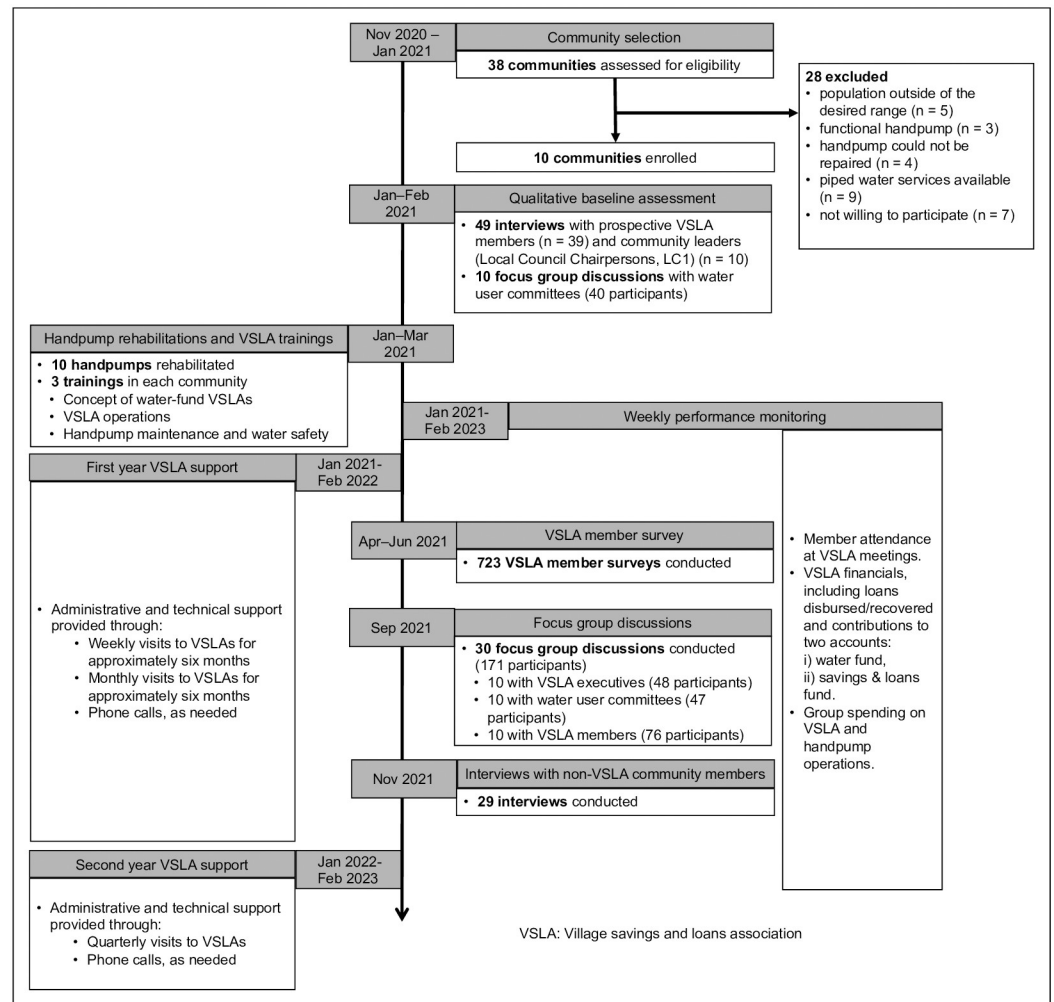 Nov 2020 –
Jan 2021
Community selection
38 communities assessed for eligibility
28 excluded
• population outside of the
desired range (n = 5)
• functional handpump (n = 3)
• handpump could not be
repaired (n = 4)
• piped water services available
(n = 9)
• not willing to participate (n = 7)
10 communities enrolled
Jan–Feb
2021
Qualitative baseline assessment
• 49 interviews with prospective VSLA
members (n = 39) and community leaders
(Local Council Chairpersons, LC1) (n = 10)
• 10 focus group discussions with water
user committees (40 participants)
Handpump rehabilitations and VSLA trainings
Jan–Mar
2021
• 10 handpumps rehabilitated
• 3 trainings in each community
• Concept of water-fund VSLAs
• VSLA operations
• Handpump maintenance and water safety
Jan 2021-
Feb 2023
Weekly performance monitoring
• Member attendance
at VSLA meetings.
• VSLA financials,
including loans
disbursed/recovered
and contributions to
two accounts:
i) water fund,
ii) savings & loans
fund.
• Group spending on
VSLA and
handpump
operations.
First year VSLA support
Jan 2021-
Feb 2022
• Administrative and technical support
provided through:
• Weekly visits to VSLAs for
approximately six months
• Monthly visits to VSLAs for
approximately six months
• Phone calls, as needed
Apr–Jun 2021
VSLA member survey
• 723 VSLA member surveys conducted
Sep 2021
Focus group discussions
• 30 focus group discussions conducted
(171 participants)
• 10 with VSLA executives (48 participants)
• 10 with water user committees (47
participants)
• 10 with VSLA members (76 participants)
Nov 2021
Interviews with non-VSLA community members
• 29 interviews conducted
Second year VSLA support
Jan 2022-
Feb 2023
• Administrative and technical support
provided through:
• Quarterly visits to VSLAs
• Phone calls, as needed
VSLA: Village savings and loans association